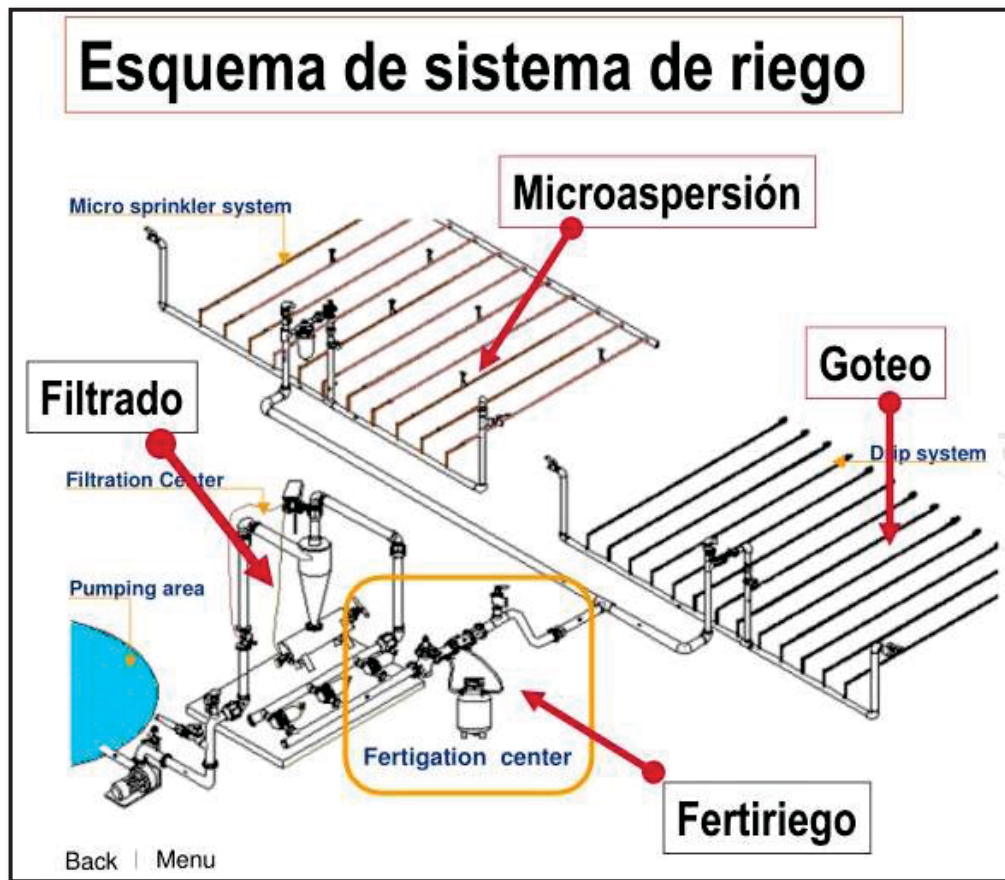 Esquema de sistema de riego
Microaspersión
Micro sprinkler system
Goteo
Filtrado
Drip system
Filtration Center
Pumping area
Fertigation center
Fertiriego
Back | Menu